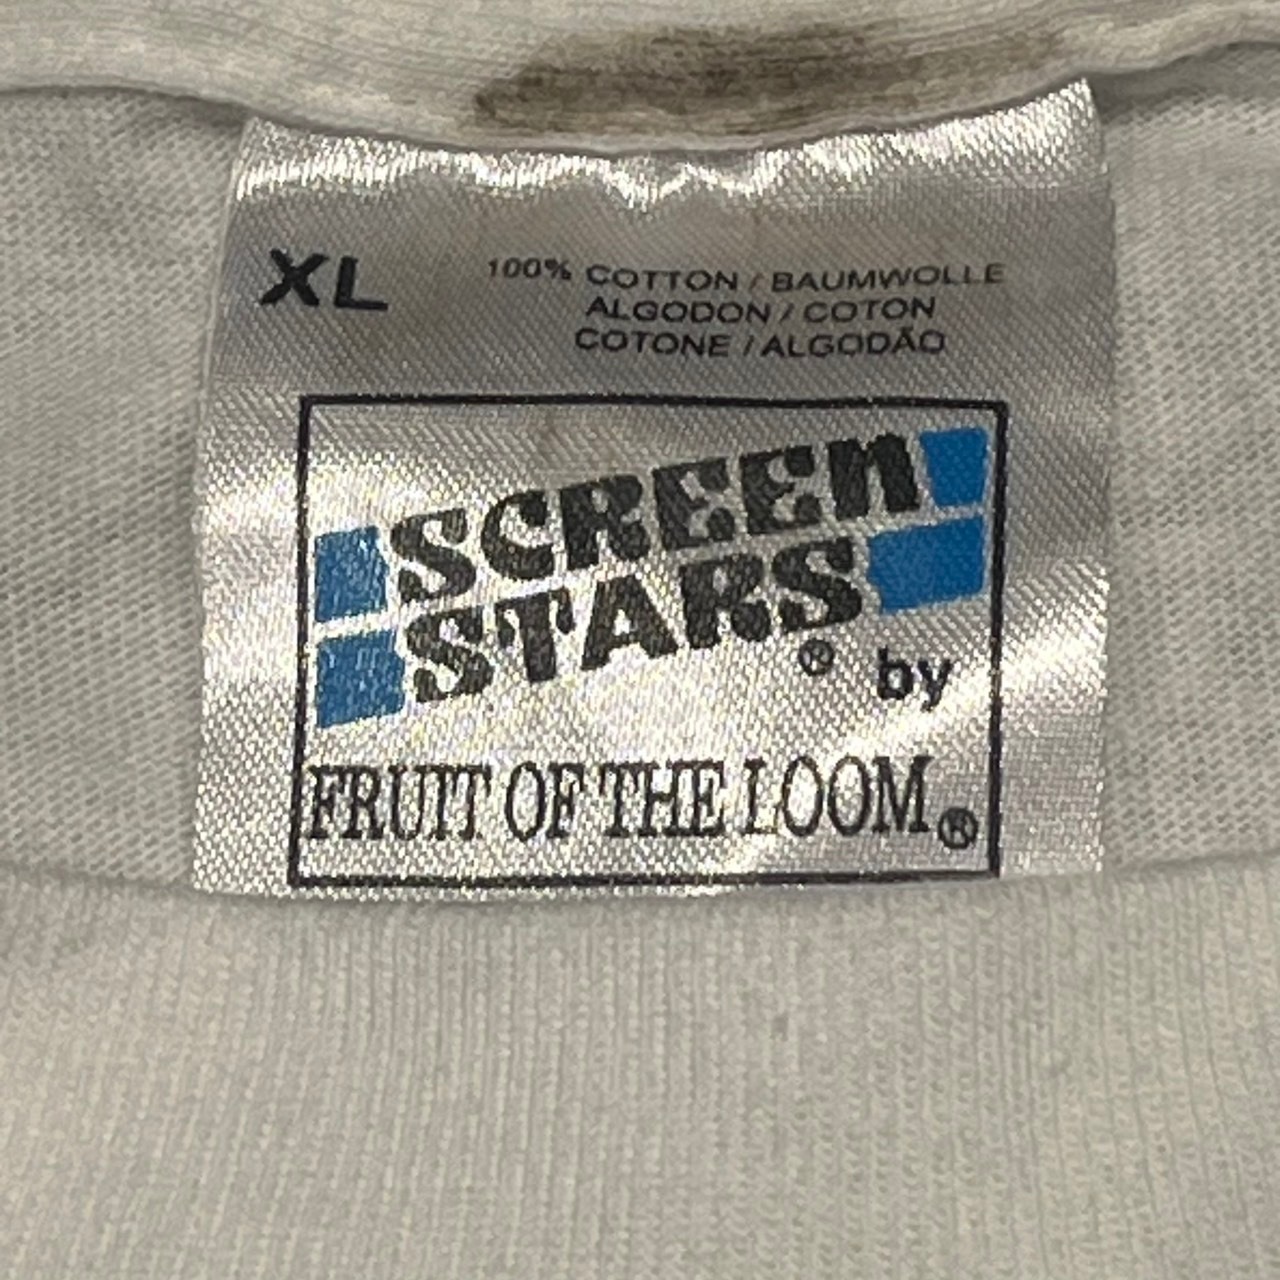 XL
100% COTTON / BAUMWOLLE
ALGODON / COTON
COTONE / ALGODÃO
SCREEN
STARS
® by
FRUIT OF THE LOOM®